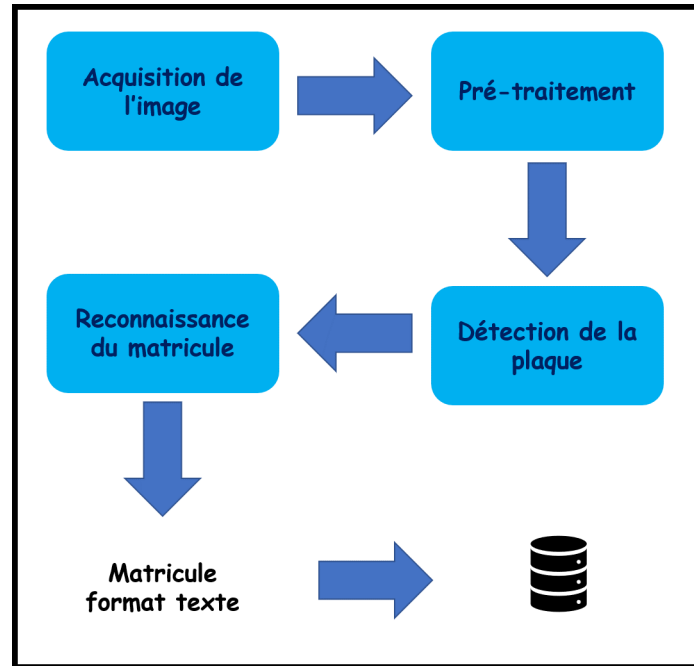 Acquisition de
l'image
Pré-traitement
Détection de la
plaque
Reconnaissance
du matricule
Matricule
format texte